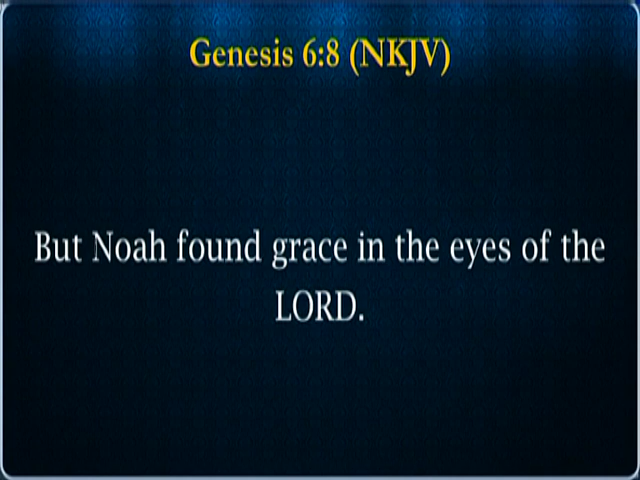 Genesis 6:8 (NKJV)
But Noah found grace in the eyes of the
LORD.